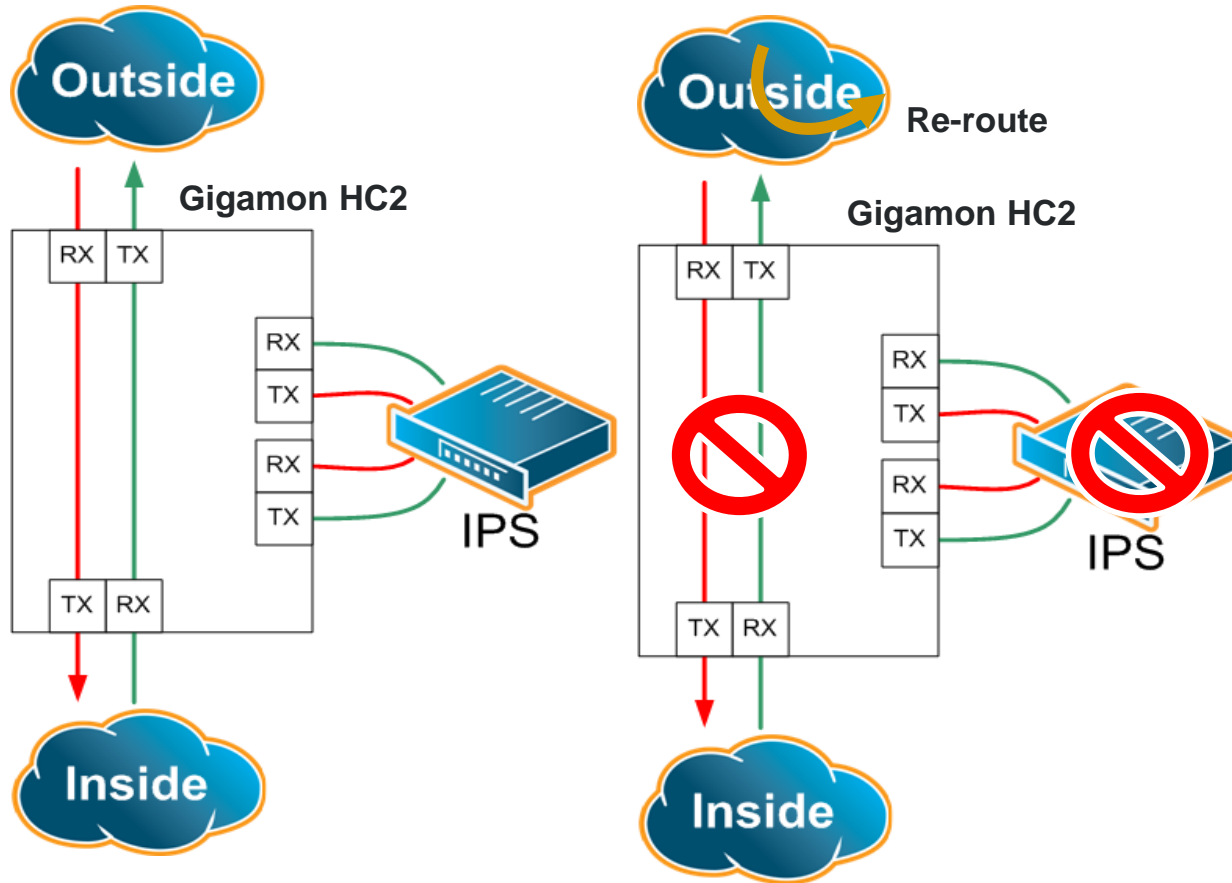 Outside
Gigamon HC2
RX TX
RX
TX
RX
TX
IPS
TX RX
Inside
Outside
Re-route
Gigamon HC2
RX TX
RX
TX
RX
TX
IPS
TX RX
Inside